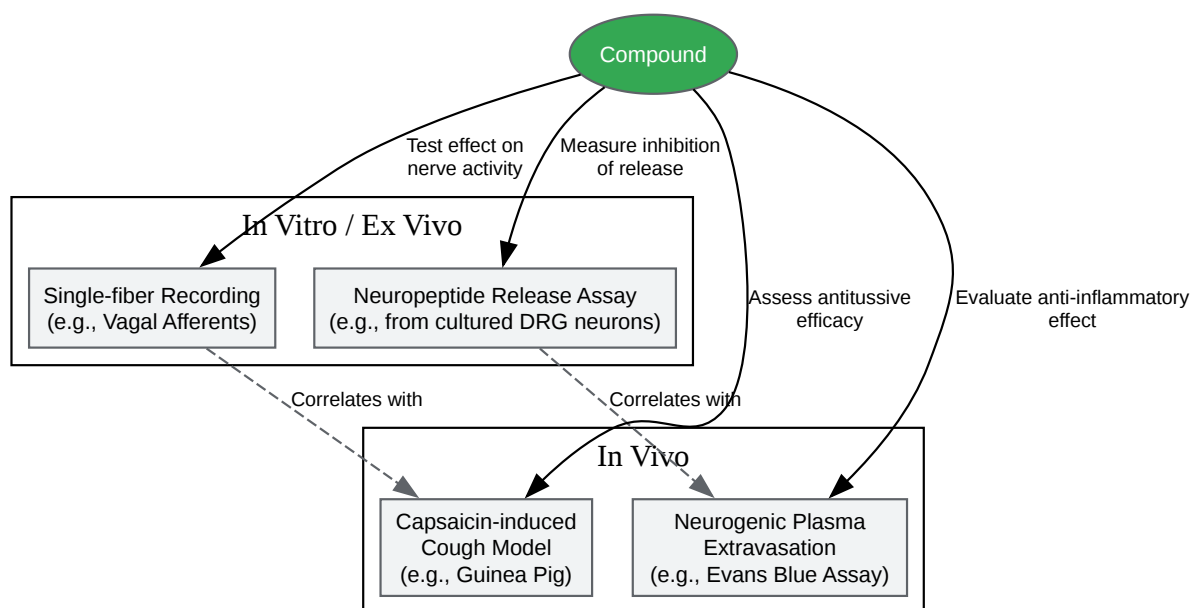 Compound
Test effect on
nerve activity
Measure inhibition
of release
In Vitro / Ex Vivo
Single-fiber Recording
(e.g., Vagal Afferents)
Neuropeptide Release Assay
(e.g., from cultured DRG neurons)
Assess antitussive
efficacy
Evaluate anti-inflammatory
effect
Correlates with
Correlates with
In Vivo
Capsaicin-induced
Cough Model
(e.g., Guinea Pig)
Neurogenic Plasma
Extravasation
(e.g., Evans Blue Assay)